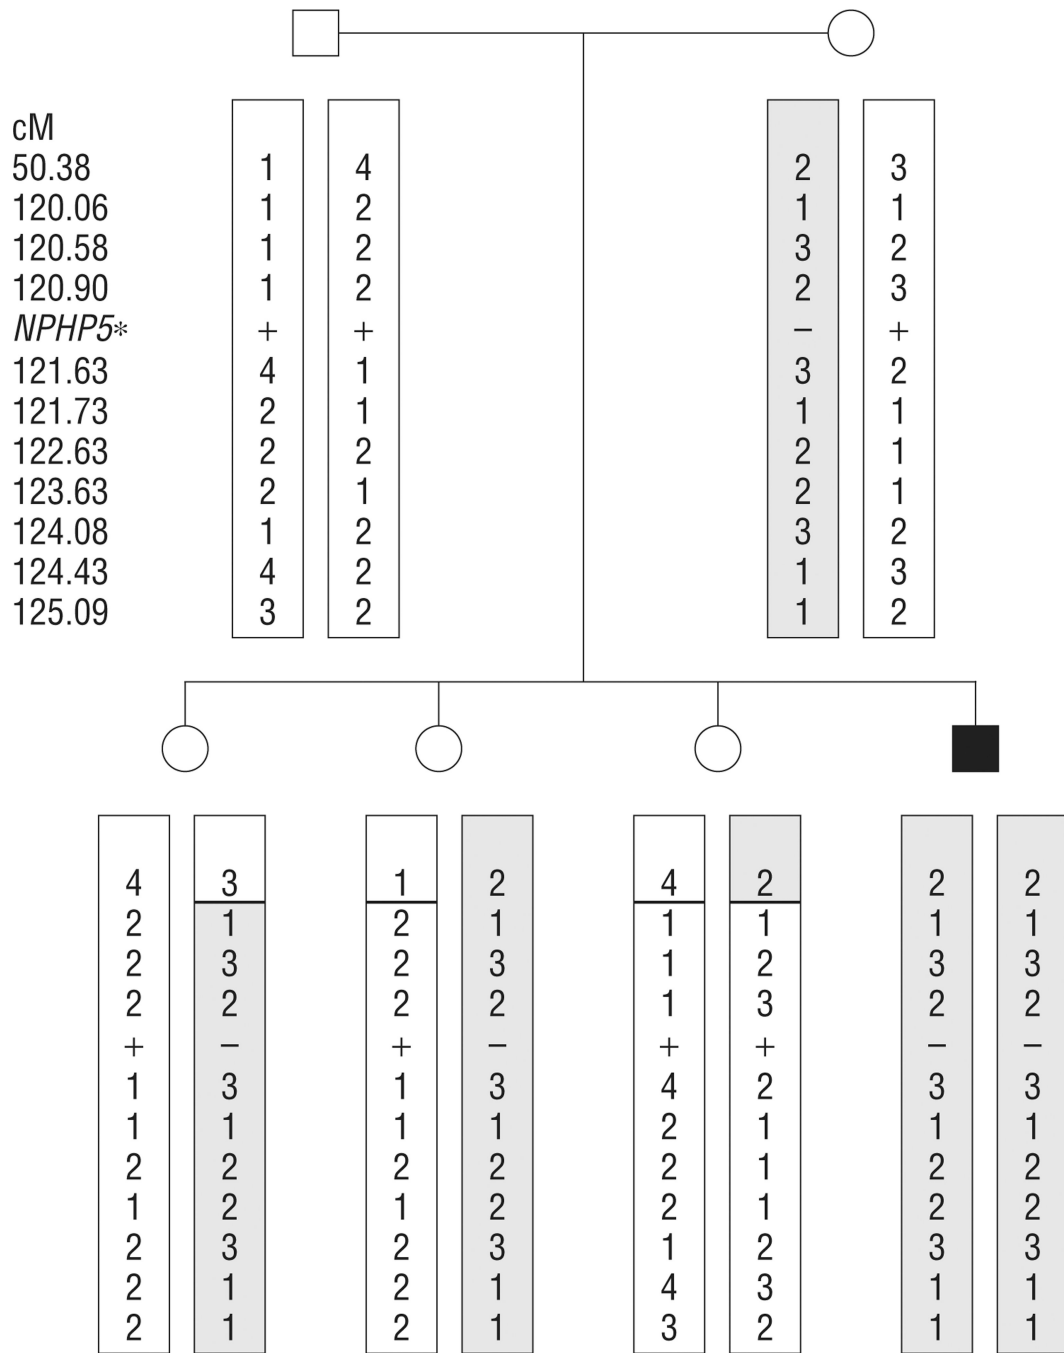 cM
50.38 1 4 2 3
120.06 1 2 1 1
120.58 1 2 3 2
120.90 1 2 2 3
NPHP5* + + − +
121.63 4 1 3 2
121.73 2 1 1 1
122.63 2 2 2 1
123.63 2 1 2 1
124.08 1 2 3 2
124.43 4 2 1 3
125.09 3 2 1 2
4 3 1 2 4 2 2 2
2 1 2 1 1 1 1 1
2 3 2 3 1 2 3 3
2 2 2 2 1 3 2 2
+ − + − + + − −
1 3 1 3 4 2 3 3
1 1 1 1 2 1 1 1
2 2 2 2 2 1 2 2
1 2 1 2 2 1 2 2
2 3 2 3 1 2 3 3
2 1 2 1 4 3 1 1
2 1 2 1 3 2 1 1